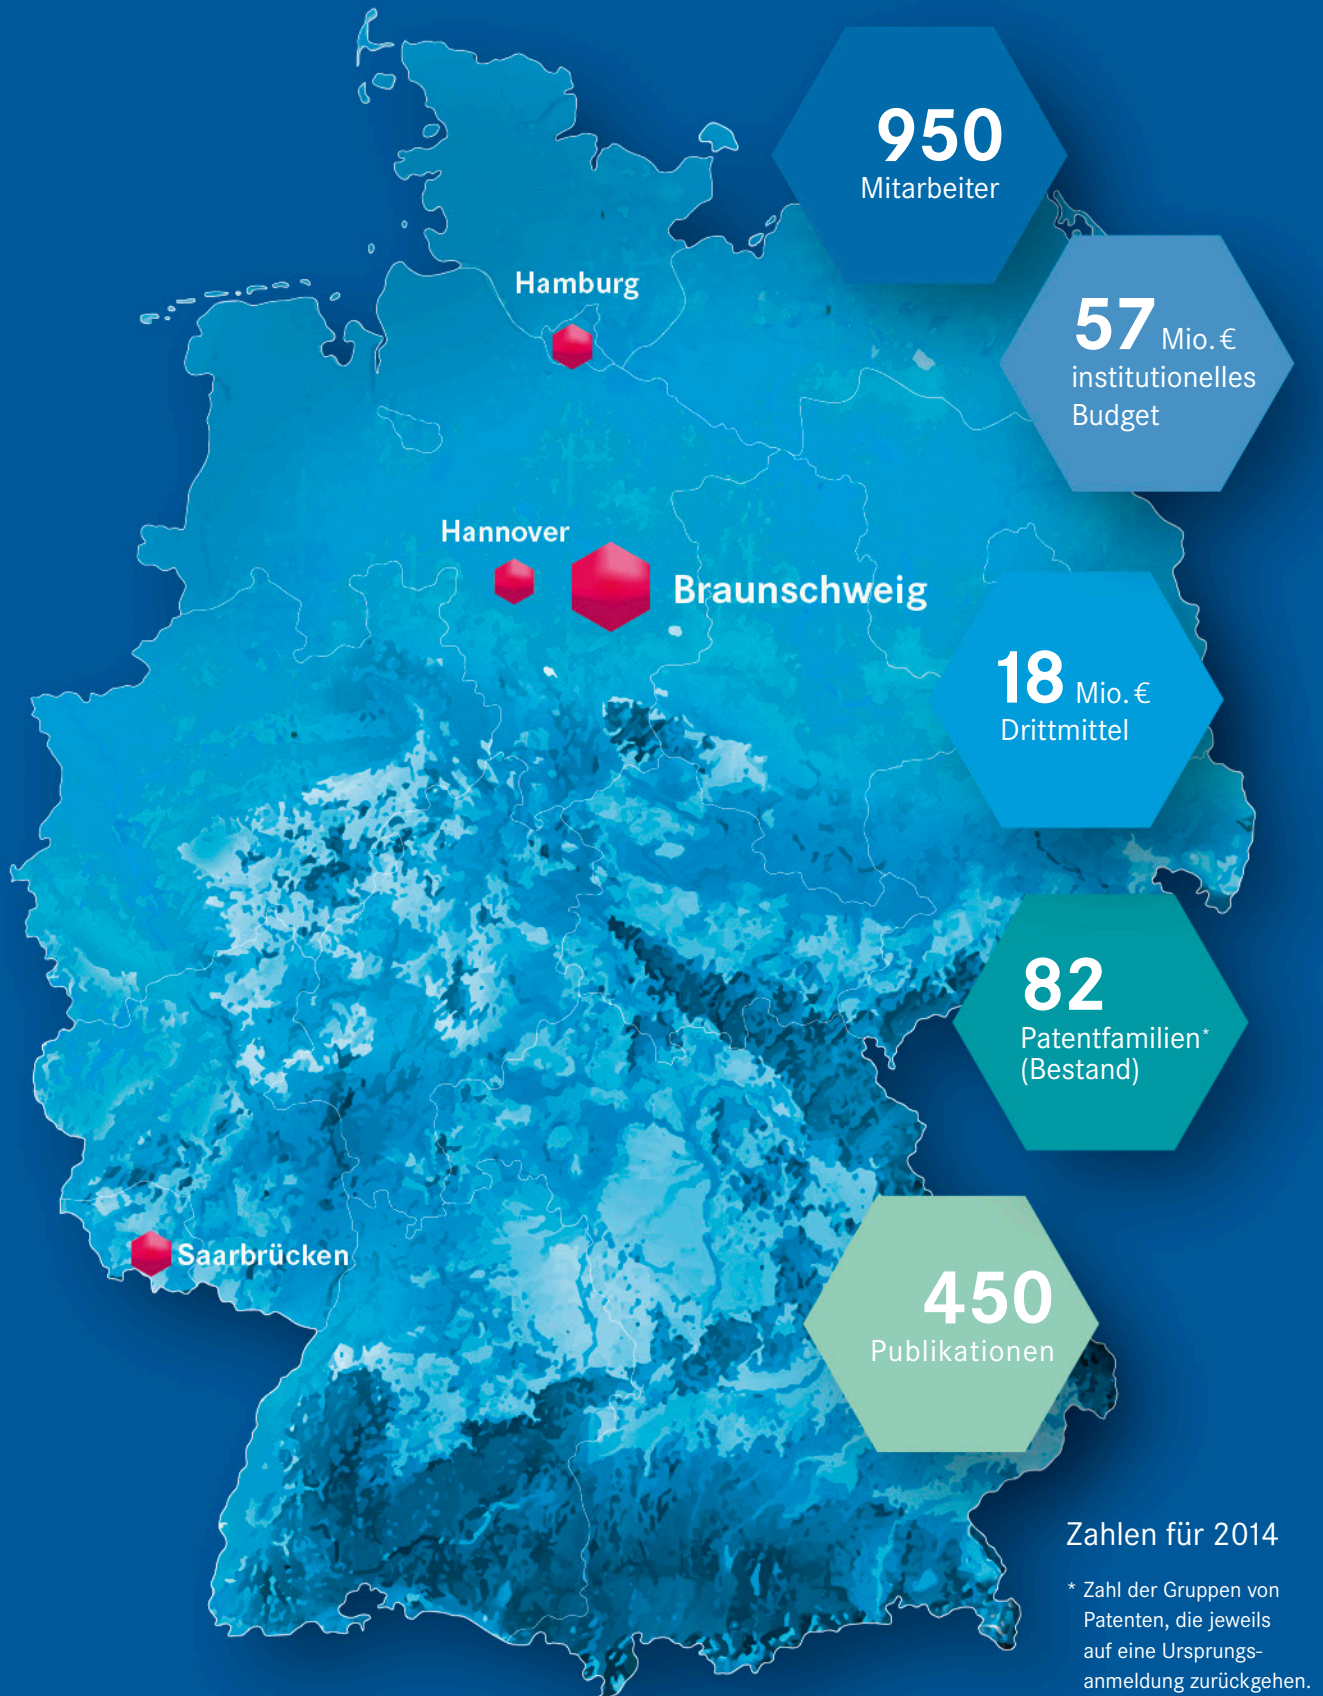 950
Mitarbeiter
Hamburg
57 Mio. €
institutionelles
Budget
Hannover
Braunschweig
18 Mio. €
Drittmittel
82
Patentfamilien*
(Bestand)
Saarbrücken
450
Publikationen
Zahlen für 2014
* Zahl der Gruppen von
Patenten, die jeweils
auf eine Ursprungs-
anmeldung zurückgehen.